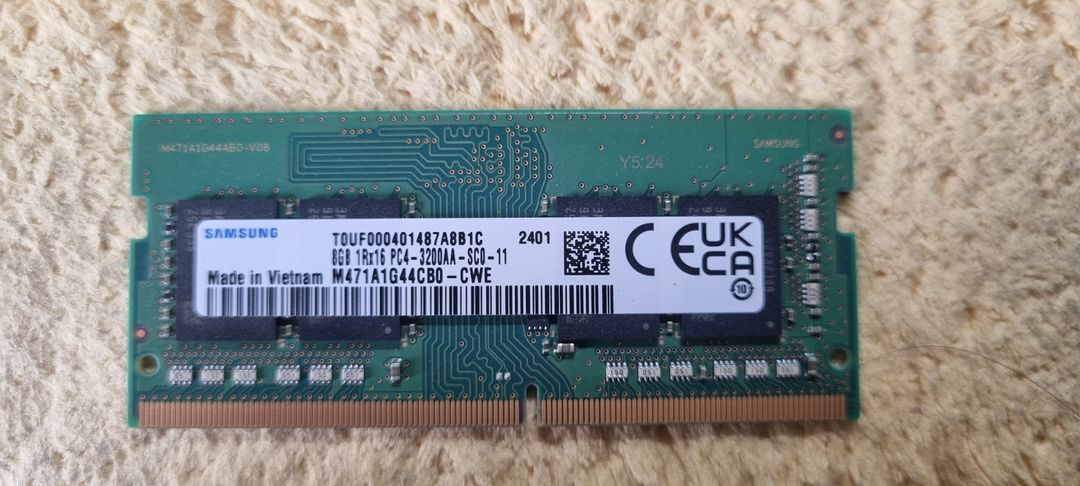 M471A1G44AB0-V0B
SAMSUNG
Y5:24
SAMSUNG
T0UF000401487A8B1C
2401
8GB 1Rx16 PC4-3200AA-SC0-11
Made in Vietnam
M471A1G44CB0-CWE
CE
UK
CA
10